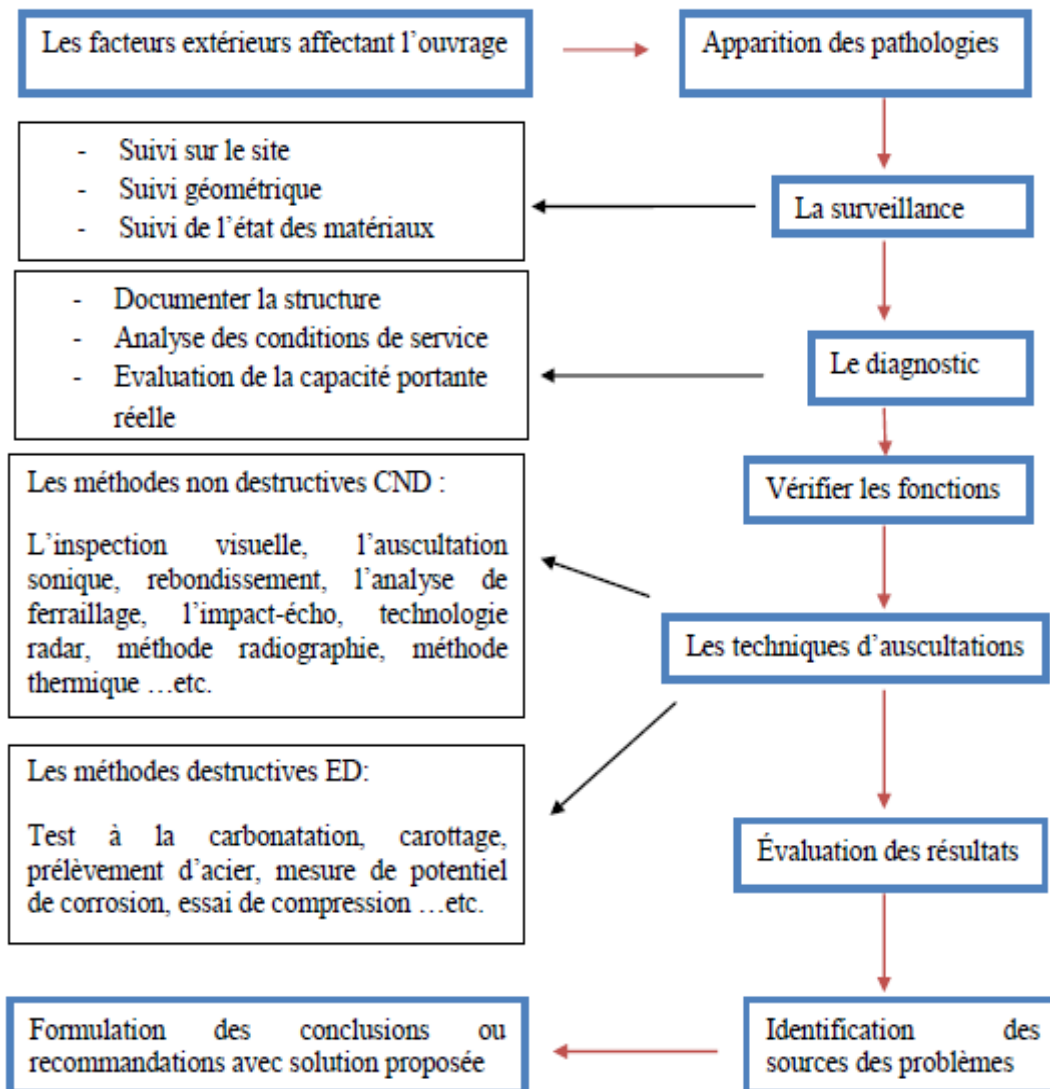 Les facteurs extérieurs affectant l'ouvrage
Apparition des pathologies
- Suivi sur le site
- Suivi géométrique
- Suivi de l'état des matériaux
La surveillance
- Documenter la structure
- Analyse des conditions de service
- Evaluation de la capacité portante
réelle
Le diagnostic
Vérifier les fonctions
Les méthodes non destructives CND :
L'inspection visuelle, l'auscultation
sonique, rebondissement, l'analyse de
ferraillage, l'impact-écho, technologie
radar, méthode radiographie, méthode
thermique …etc.
Les techniques d'auscultations
Les méthodes destructives ED:
Test à la carbonatation, carottage,
prélèvement d'acier, mesure de potentiel
de corrosion, essai de compression …etc.
Évaluation des résultats
Identification des
sources des problèmes
Formulation des conclusions ou
recommandations avec solution proposée